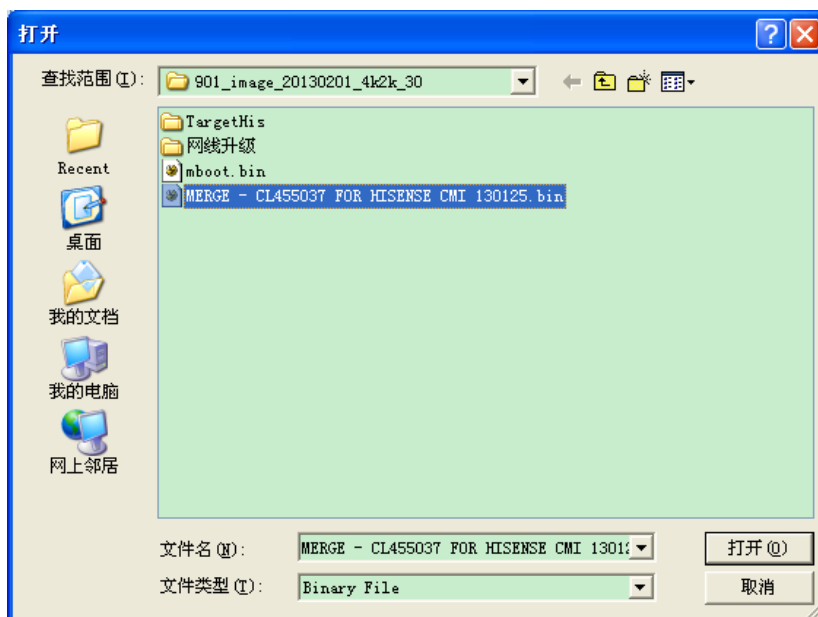 打开
查找范围(I):
901_image_20130201_4k2k_30
TargetHis
网线升级
mboot.bin
MERGE - CL455037 FOR HISENSE CMI 130125.bin
Recent
桌面
我的文档
我的电脑
网上邻居
文件名(N):
MERGE - CL455037 FOR HISENSE CMI 13012
打开(O)
文件类型(T):
Binary File
取消